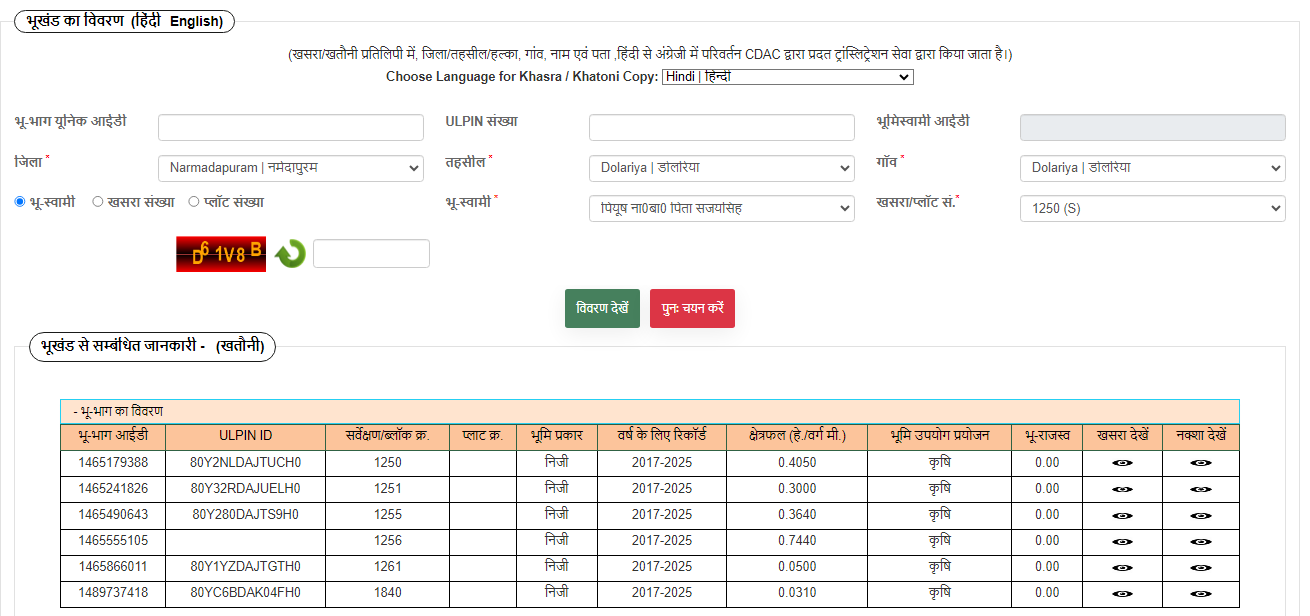 भूखंड का विवरण (हिंदी English)
(खसरा/खतौनी प्रतिलिपी में, जिला/तहसील/हल्का, गांव, नाम एवं पता ,हिंदी से अंग्रेजी में परिवर्तन CDAC द्वारा प्रदत ट्रांस्लिट्रेशन सेवा द्वारा किया जाता है।)
Choose Language for Khasra / Khatoni Copy: Hindi | हिन्दी
भू-भाग यूनिक आईडी ULPIN संख्या भूमिस्वामी आईडी
जिला * Narmadapuram | नर्मदापुरम तहसील * Dolariya | डोलरिया गाँव * Dolariya | डोलरिया
भू-स्वामी खसरा संख्या प्लॉट संख्या भू-स्वामी * पियूष ना0बा0 पिता सजयसिह खसरा/प्लॉट सं.* 1250 (S)
D61V8B
विवरण देखें पुनः चयन करें
भूखंड से सम्बंधित जानकारी - (खतौनी)
- भू-भाग का विवरण
भू-भाग आईडी ULPIN ID सर्वेक्षण/ब्लॉक क्र. प्लाट क्र. भूमि प्रकार वर्ष के लिए रिकॉर्ड क्षेत्रफल (हे./वर्ग मी.) भूमि उपयोग प्रयोजन भू-राजस्व खसरा देखें नक्शा देखें
1465179388 80Y2NLDAJTUCH0 1250 निजी 2017-2025 0.4050 कृषि 0.00
1465241826 80Y32RDAJUELH0 1251 निजी 2017-2025 0.3000 कृषि 0.00
1465490643 80Y280DAJTS9H0 1255 निजी 2017-2025 0.3640 कृषि 0.00
1465555105 1256 निजी 2017-2025 0.7440 कृषि 0.00
1465866011 80Y1YZDAJTGTH0 1261 निजी 2017-2025 0.0500 कृषि 0.00
1489737418 80YC6BDAK04FH0 1840 निजी 2017-2025 0.0310 कृषि 0.00